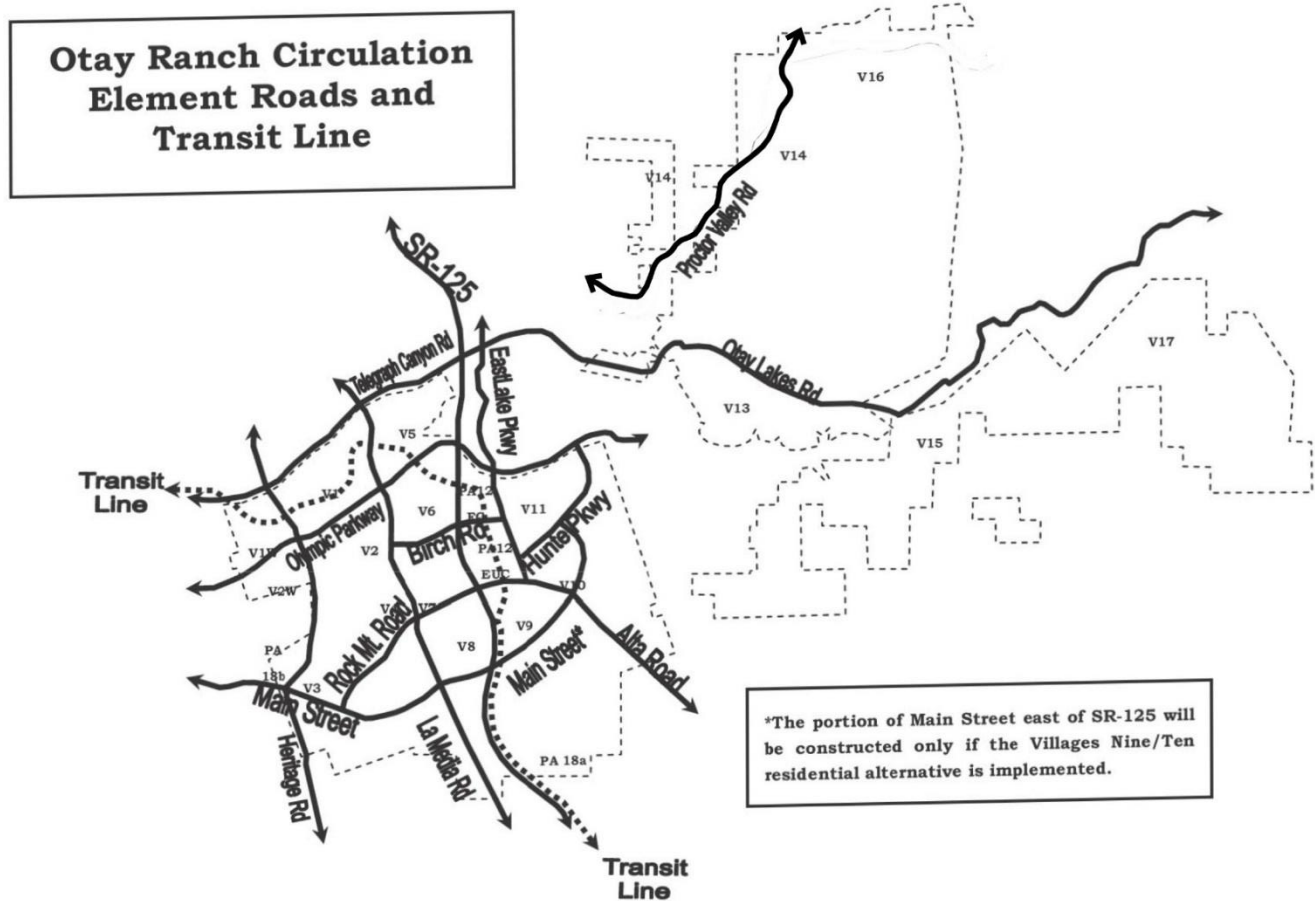 Otay Ranch Circulation
Element Roads and
Transit Line
V16
V14
V14
Proctor Valley Rd
SR-125
Telegraph Canyon Rd
EastLake Pkwy
Otay Lakes Rd
V17
V13
V15
V5
Transit
Line
V1
PA12
V6
V11
Olympic Parkway
Birch Rd
Hunte Pkwy
V2
PA12
EUC
V2W
V10
V7
Rock Mt. Road
V9
V8
Main Street*
Alta Road
PA
18b
V3
Main Street
Heritage Rd
La Media Rd
PA 18a
*The portion of Main Street east of SR-125 will
be constructed only if the Villages Nine/Ten
residential alternative is implemented.
Transit
Line